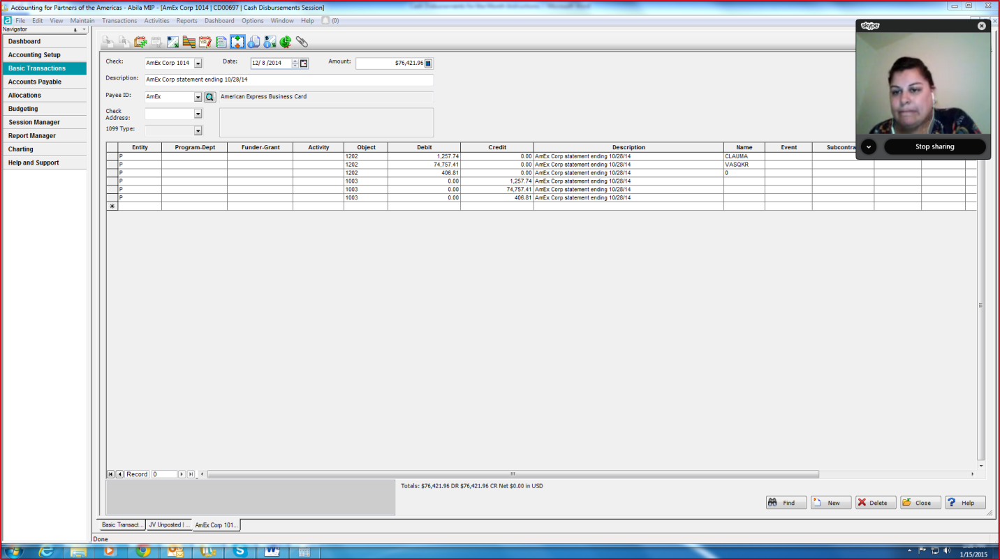 Accounting for Partners of the Americas - Abila MIP - [AmEx Corp 1014 | CD00697 | Cash Disbursements Session]
File Edit View Maintain Transactions Activities Reports Dashboard Options Window Help (0)
Navigator
Dashboard
Accounting Setup
Basic Transactions
Accounts Payable
Allocations
Budgeting
Session Manager
Report Manager
Charting
Help and Support
Check: AmEx Corp 1014 Date: 12/ 8 /2014 Amount: $76,421.96
Description: AmEx Corp statement ending 10/28/14
Payee ID: AmEx American Express Business Card
Check
Address:
1099 Type:
skype
Stop sharing
Entity Program-Dept Funder-Grant Activity Object Debit Credit Description Name Event Subcontra
P 1202 1,257.74 0.00 AmEx Corp statement ending 10/28/14 CLAUMA
P 1202 74,757.41 0.00 AmEx Corp statement ending 10/28/14 VASQKR
P 1202 406.81 0.00 AmEx Corp statement ending 10/28/14 0
P 1003 0.00 1,257.74 AmEx Corp statement ending 10/28/14
P 1003 0.00 74,757.41 AmEx Corp statement ending 10/28/14
P 1003 0.00 406.81 AmEx Corp statement ending 10/28/14
Record 0
Totals: $76,421.96 DR $76,421.96 CR Net $0.00 in USD
Find New Delete Close Help
Basic Transact... JV Unposted | ... AmEx Corp 101...
Done
1/15/2015